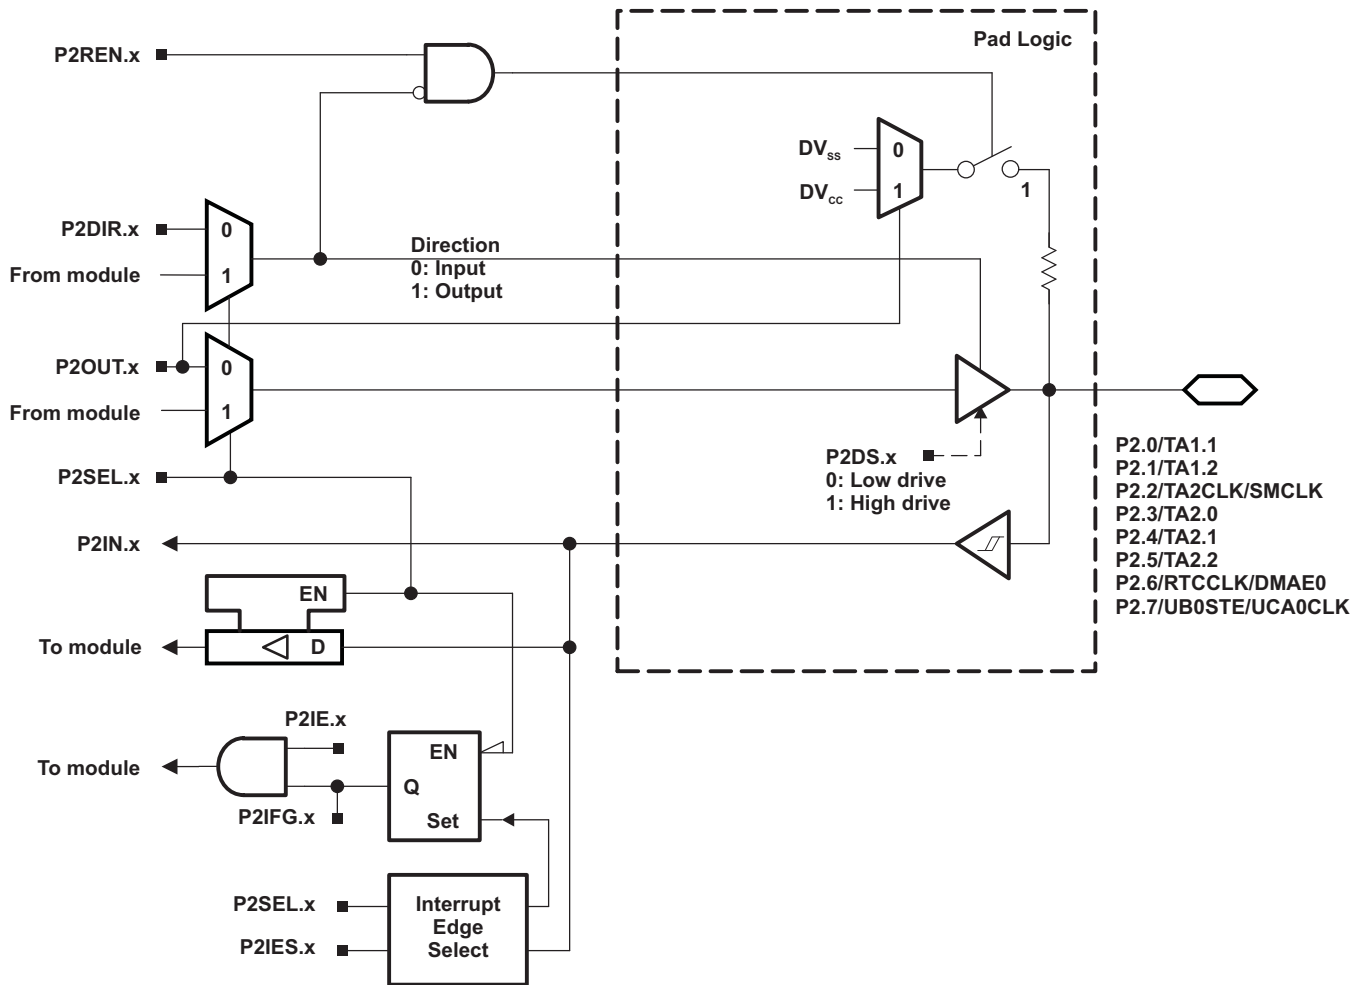 Pad Logic
P2REN.x
DVSS
0
DVCC
1
1
P2DIR.x
0
From module
1
Direction
0: Input
1: Output
P2OUT.x
0
From module
1
P2SEL.x
P2DS.x
0: Low drive
1: High drive
P2.0/TA1.1
P2.1/TA1.2
P2.2/TA2CLK/SMCLK
P2.3/TA2.0
P2.4/TA2.1
P2.5/TA2.2
P2.6/RTCCLK/DMAE0
P2.7/UB0STE/UCA0CLK
P2IN.x
EN
To module
D
P2IE.x
EN
To module
Q
P2IFG.x
Set
P2SEL.x
P2IES.x
Interrupt
Edge
Select